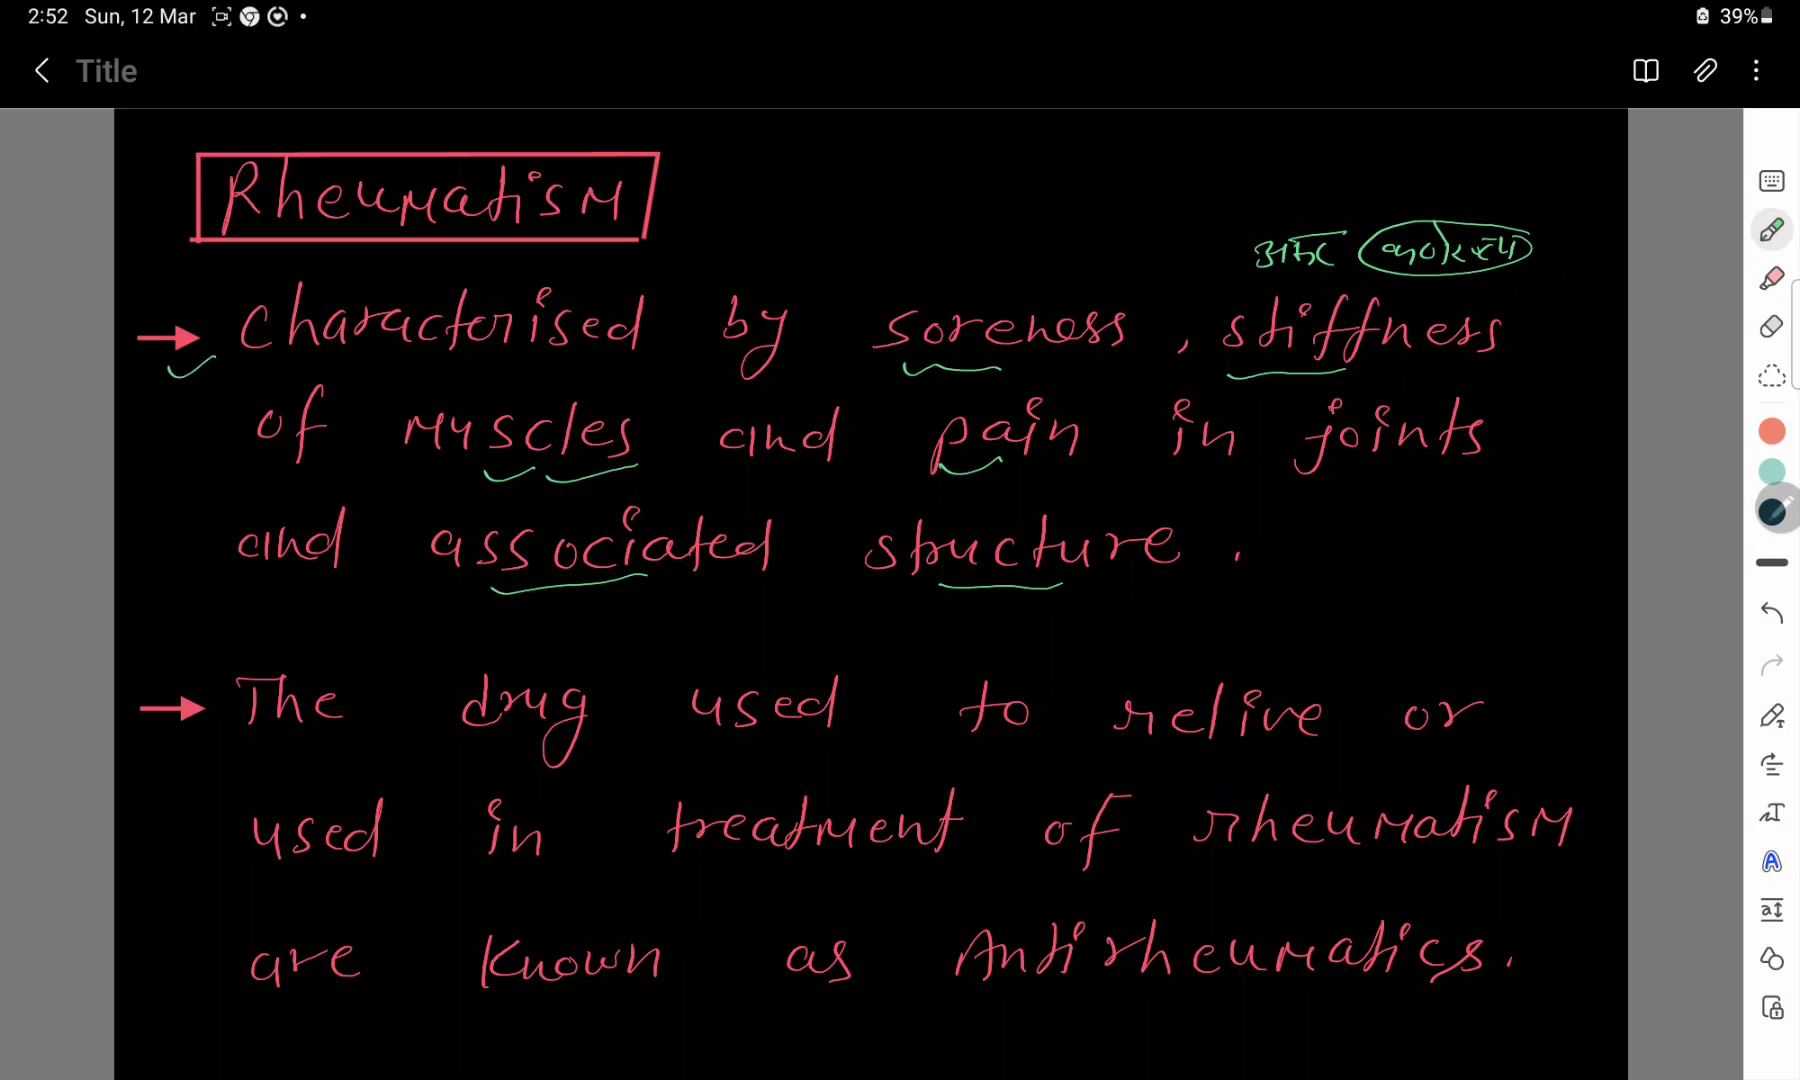 2:52 Sun, 12 Mar
39%
Title
Rheumatism
characterised by soreness, stiffness
of muscles and pain in joints
and associated structure.
The drug used to relive or
used in treatment of rheumatism
are known as Antirheumatics.